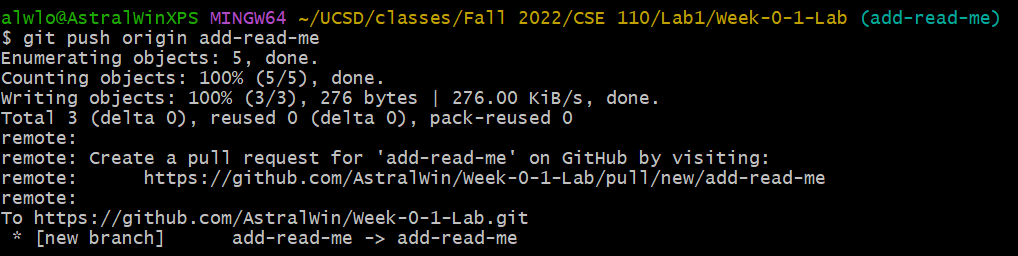 alwlo@AstralWinXPS MINGW64 ~/UCSD/classes/Fall 2022/CSE 110/Lab1/Week-0-1-Lab (add-read-me)
$ git push origin add-read-me
Enumerating objects: 5, done.
Counting objects: 100% (5/5), done.
Writing objects: 100% (3/3), 276 bytes | 276.00 KiB/s, done.
Total 3 (delta 0), reused 0 (delta 0), pack-reused 0
remote:
remote: Create a pull request for 'add-read-me' on GitHub by visiting:
remote:      https://github.com/AstralWin/Week-0-1-Lab/pull/new/add-read-me
remote:
To https://github.com/AstralWin/Week-0-1-Lab.git
 * [new branch]      add-read-me -> add-read-me